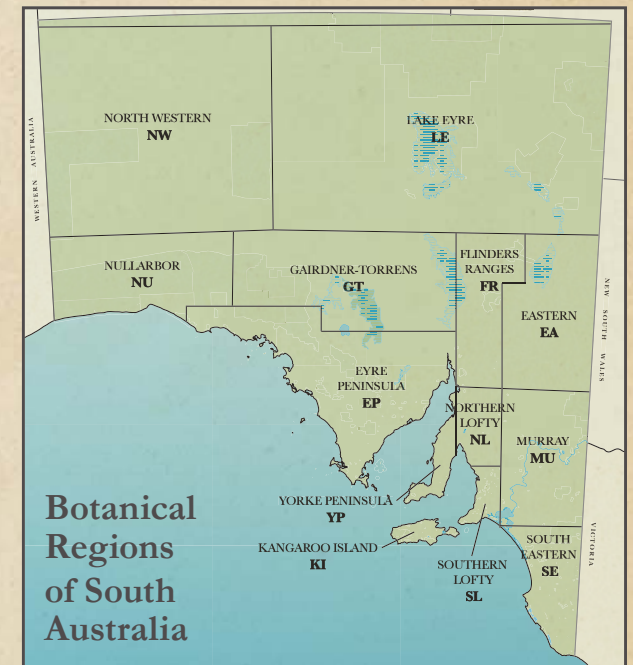 NORTH WESTERN
NW
LAKE EYRE
LE
WESTERN AUSTRALIA
NULLARBOR
NU
GAIRDNER-TORRENS
GT
FLINDERS
RANGES
FR
EASTERN
EA
NEW SOUTH WALES
EYRE
PENINSULA
EP
NORTHERN
LOFTY
NL
MURRAY
MU
YORKE PENINSULA
YP
KANGAROO ISLAND
KI
SOUTHERN
LOFTY
SL
SOUTH
EASTERN
SE
VICTORIA
Botanical
Regions
of South
Australia